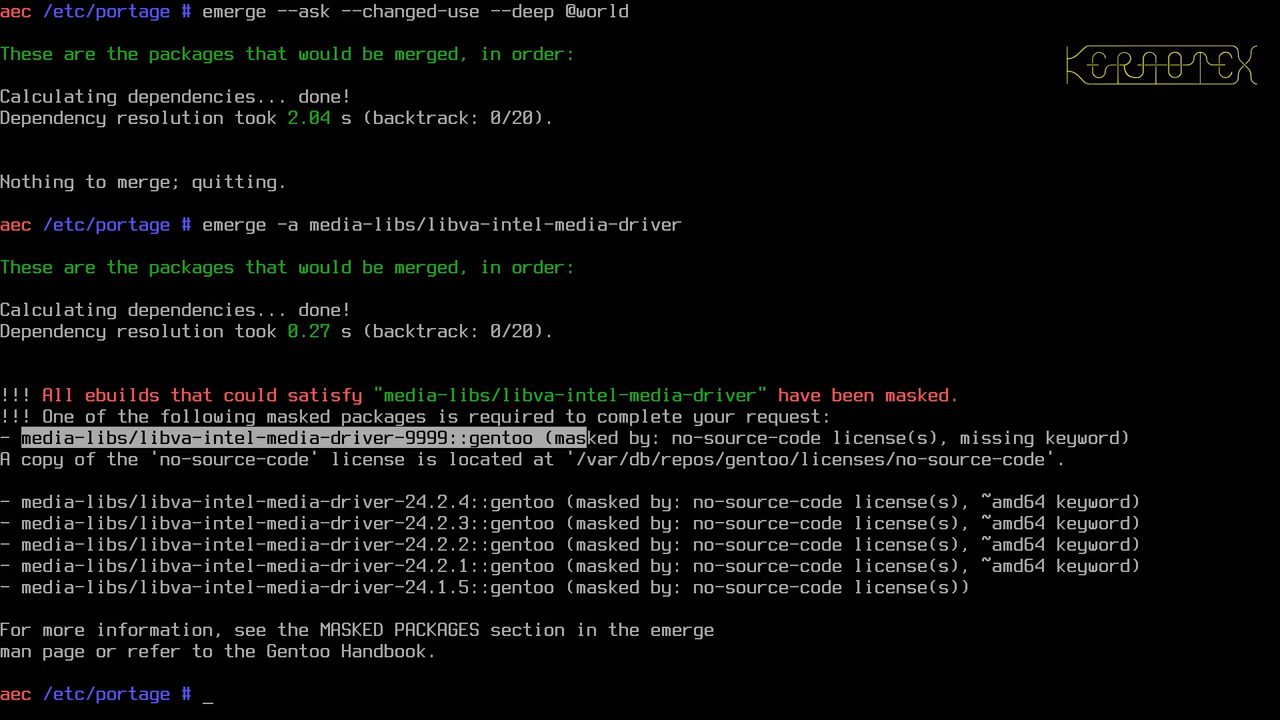 aec /etc/portage # emerge --ask --changed-use --deep @world
KERNOTEX
These are the packages that would be merged, in order:
Calculating dependencies... done!
Dependency resolution took 2.04 s (backtrack: 0/20).
Nothing to merge; quitting.
aec /etc/portage # emerge -a media-libs/libva-intel-media-driver
These are the packages that would be merged, in order:
Calculating dependencies... done!
Dependency resolution took 0.27 s (backtrack: 0/20).
!!! All ebuilds that could satisfy "media-libs/libva-intel-media-driver" have been masked.
!!! One of the following masked packages is required to complete your request:
- media-libs/libva-intel-media-driver-9999::gentoo (masked by: no-source-code license(s), missing keyword)
A copy of the 'no-source-code' license is located at '/var/db/repos/gentoo/licenses/no-source-code'.
- media-libs/libva-intel-media-driver-24.2.4::gentoo (masked by: no-source-code license(s), ~amd64 keyword)
- media-libs/libva-intel-media-driver-24.2.3::gentoo (masked by: no-source-code license(s), ~amd64 keyword)
- media-libs/libva-intel-media-driver-24.2.2::gentoo (masked by: no-source-code license(s), ~amd64 keyword)
- media-libs/libva-intel-media-driver-24.2.1::gentoo (masked by: no-source-code license(s), ~amd64 keyword)
- media-libs/libva-intel-media-driver-24.1.5::gentoo (masked by: no-source-code license(s))
For more information, see the MASKED PACKAGES section in the emerge
man page or refer to the Gentoo Handbook.
aec /etc/portage # _